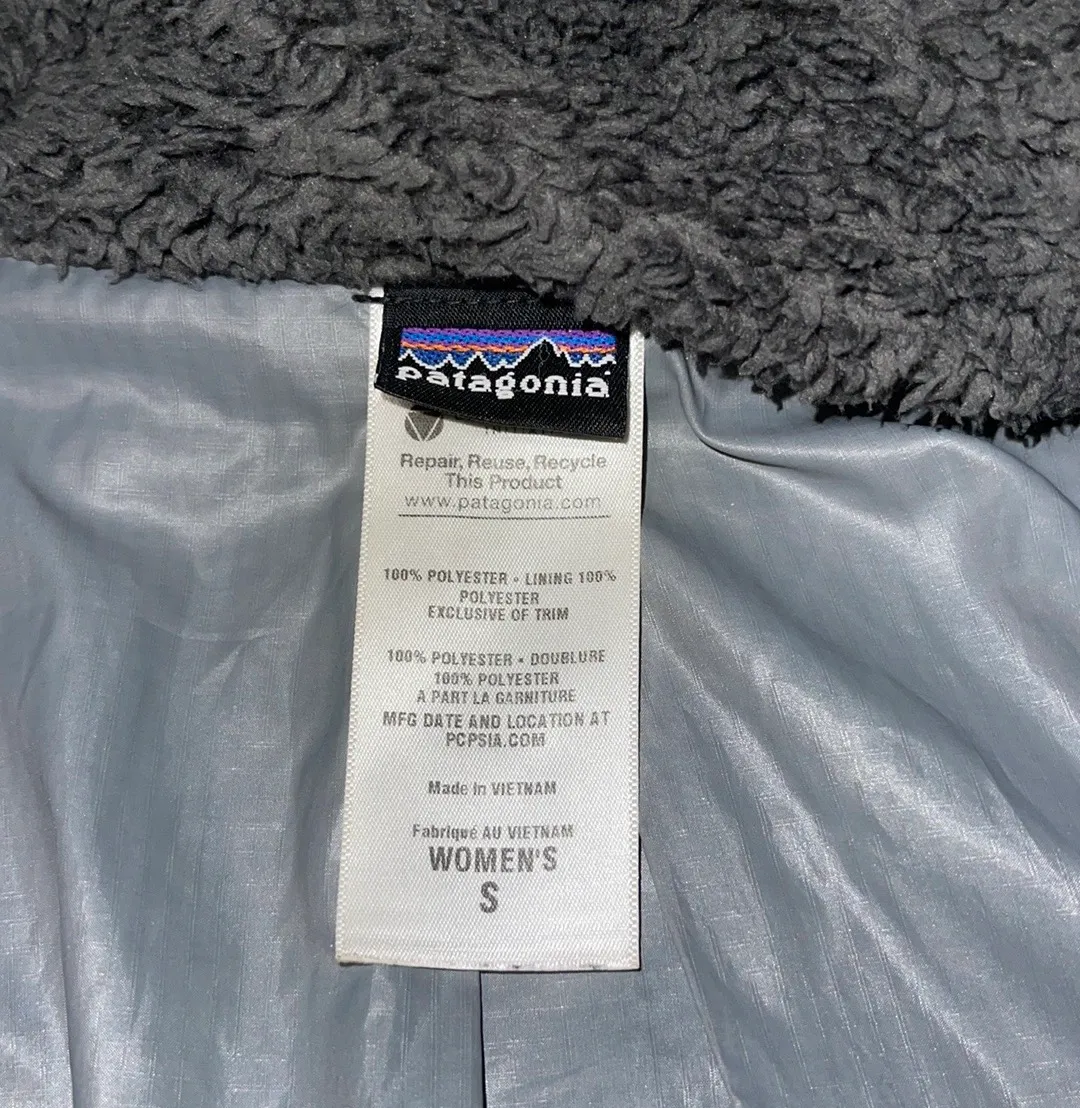 patagonia
Repair, Reuse, Recycle
This Product
www.patagonia.com
100% POLYESTER • LINING 100%
POLYESTER
EXCLUSIVE OF TRIM
100% POLYESTER • DOUBLURE
100% POLYESTER
A PART LA GARNITURE
MFG DATE AND LOCATION AT
PCPSIA.COM
Made in VIETNAM
Fabriqué AU VIETNAM
WOMEN'S
S